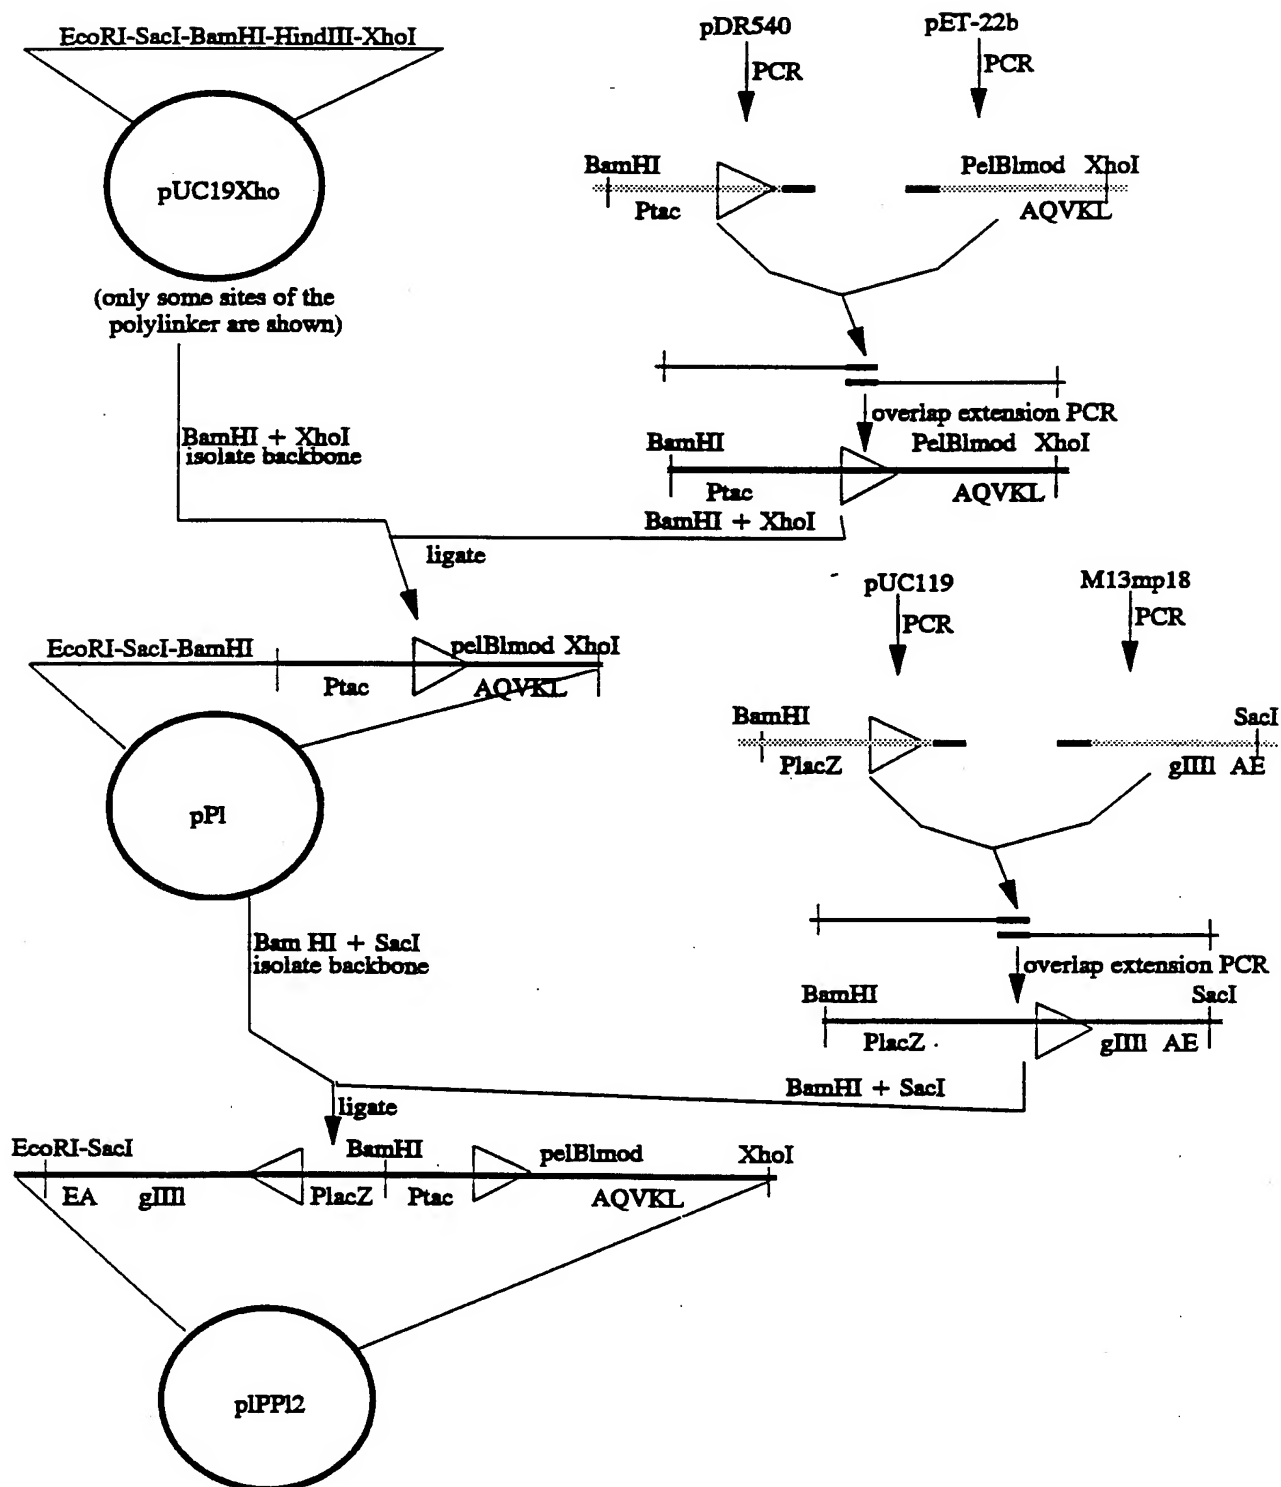 EcoRI-SacI-BamHI-HindIII-XhoI
pUC19Xho
(only some sites of the
polylinker are shown)
pDR540
PCR
pET-22b
PCR
BamHI
Ptac
PelBlmod XhoI
AQVKL
overlap extension PCR
BamHI
PelBlmod XhoI
Ptac
AQVKL
BamHI + XhoI
BamHI + XhoI
isolate backbone
ligate
EcoRI-SacI-BamHI
pelBlmod XhoI
Ptac
AQVKL
pPl
pUC119
PCR
M13mp18
PCR
BamHI
PlacZ
SacI
gIIIl AE
overlap extension PCR
BamHI
SacI
PlacZ
gIIIl AE
BamHI + SacI
Bam HI + SacI
isolate backbone
ligate
EcoRI-SacI
BamHI
pelBlmod
XhoI
EA
gIIIl
PlacZ
Ptac
AQVKL
plPPl2